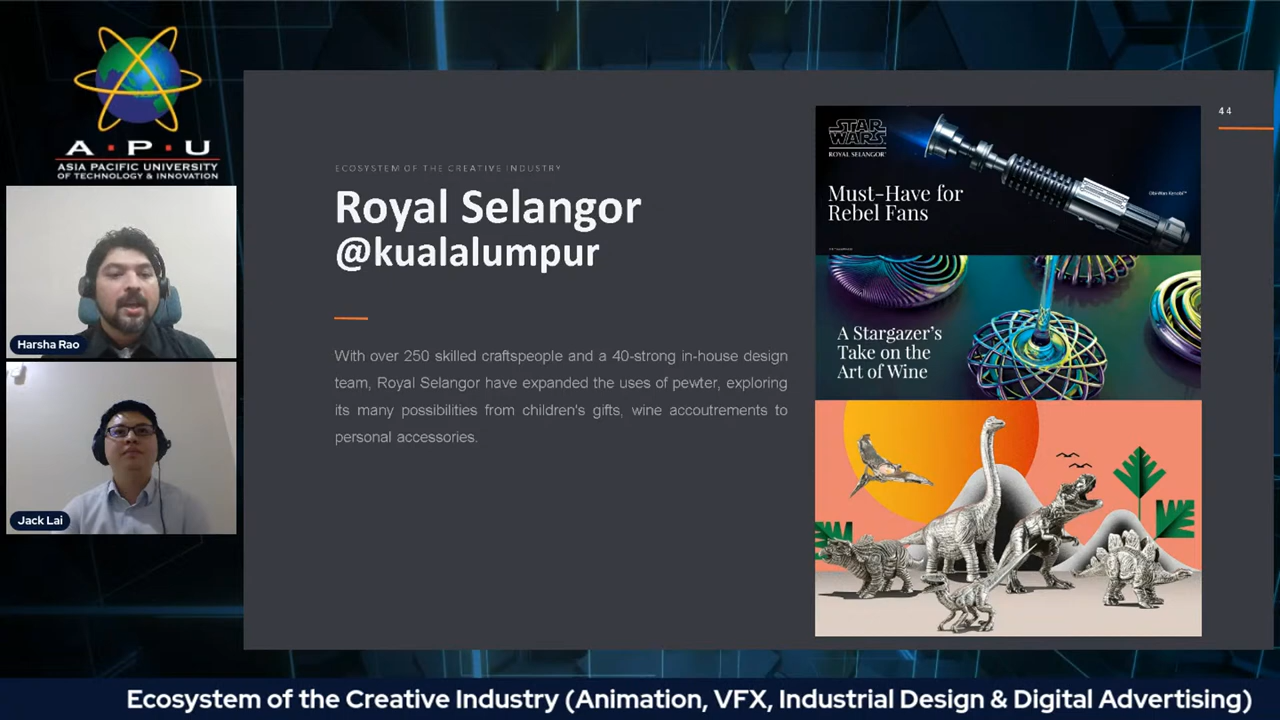 A·P·U
ASIA PACIFIC UNIVERSITY
OF TECHNOLOGY & INNOVATION
Harsha Rao
Jack Lai
ECOSYSTEM OF THE CREATIVE INDUSTRY
Royal Selangor
@kualalumpur
With over 250 skilled craftspeople and a 40-strong in-house design
team, Royal Selangor have expanded the uses of pewter, exploring
its many possibilities from children's gifts, wine accoutrements to
personal accessories.
STAR
WARS
ROYAL SELANGOR
Must-Have for
Rebel Fans
Obi-Wan Kenobi™
A Stargazer's
Take on the
Art of Wine
44
Ecosystem of the Creative Industry (Animation, VFX, Industrial Design & Digital Advertising)